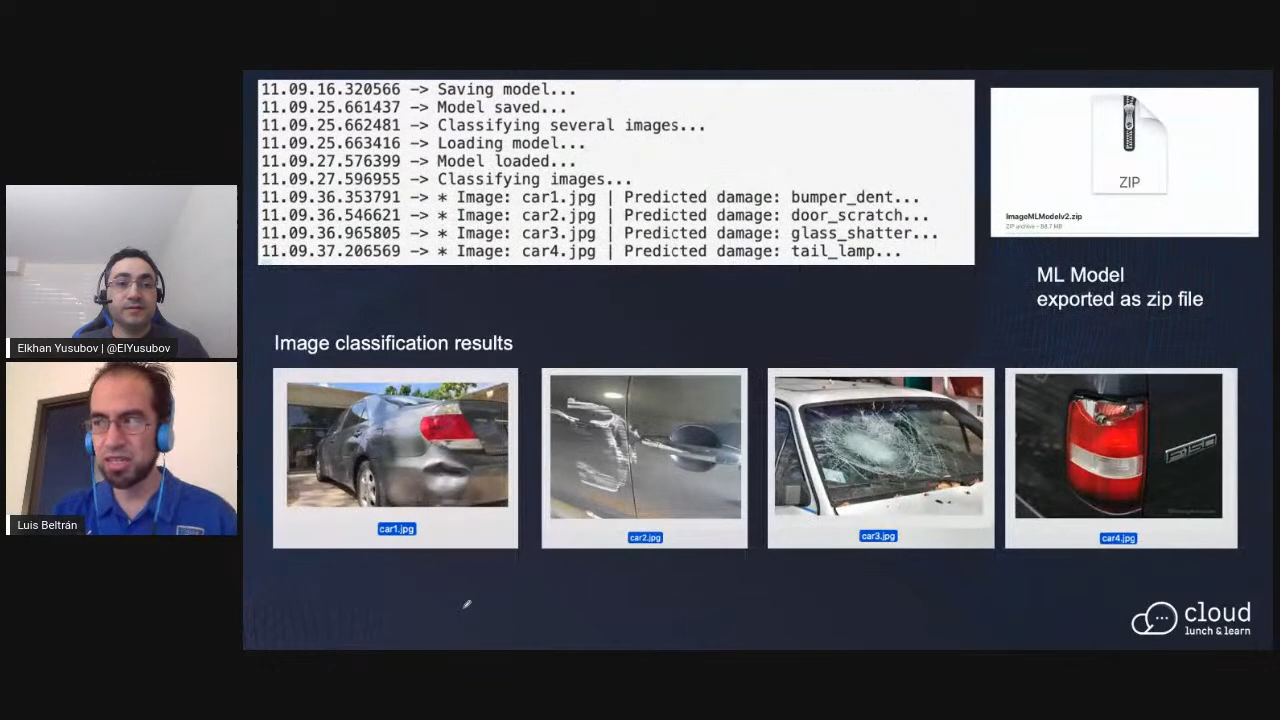 11.09.16.320566 -> Saving model...
11.09.25.661437 -> Model saved...
11.09.25.662481 -> Classifying several images...
11.09.25.663416 -> Loading model...
11.09.27.576399 -> Model loaded...
11.09.27.596955 -> Classifying images...
11.09.36.353791 -> * Image: car1.jpg | Predicted damage: bumper_dent...
11.09.36.546621 -> * Image: car2.jpg | Predicted damage: door_scratch...
11.09.36.965805 -> * Image: car3.jpg | Predicted damage: glass_shatter...
11.09.37.206569 -> * Image: car4.jpg | Predicted damage: tail_lamp...
ZIP
ImageMLModelv2.zip
ZIP archive - 88.7 MB
ML Model
exported as zip file
Elkhan Yusubov | @ElYusubov
Luis Beltrán
Image classification results
car1.jpg
car2.jpg
car3.jpg
car4.jpg
cloud
lunch & learn